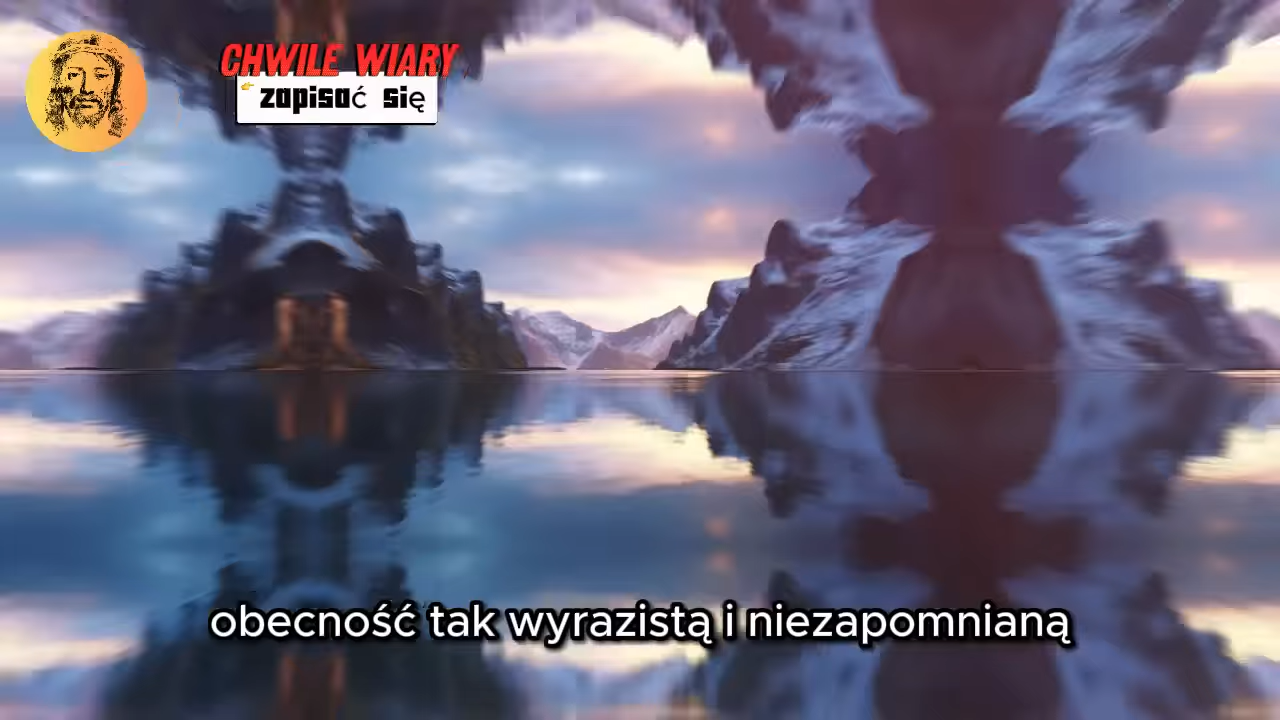 CHWILE WIARY
👉 zapisać się
obecność tak wyrazistą i niezapomnianą